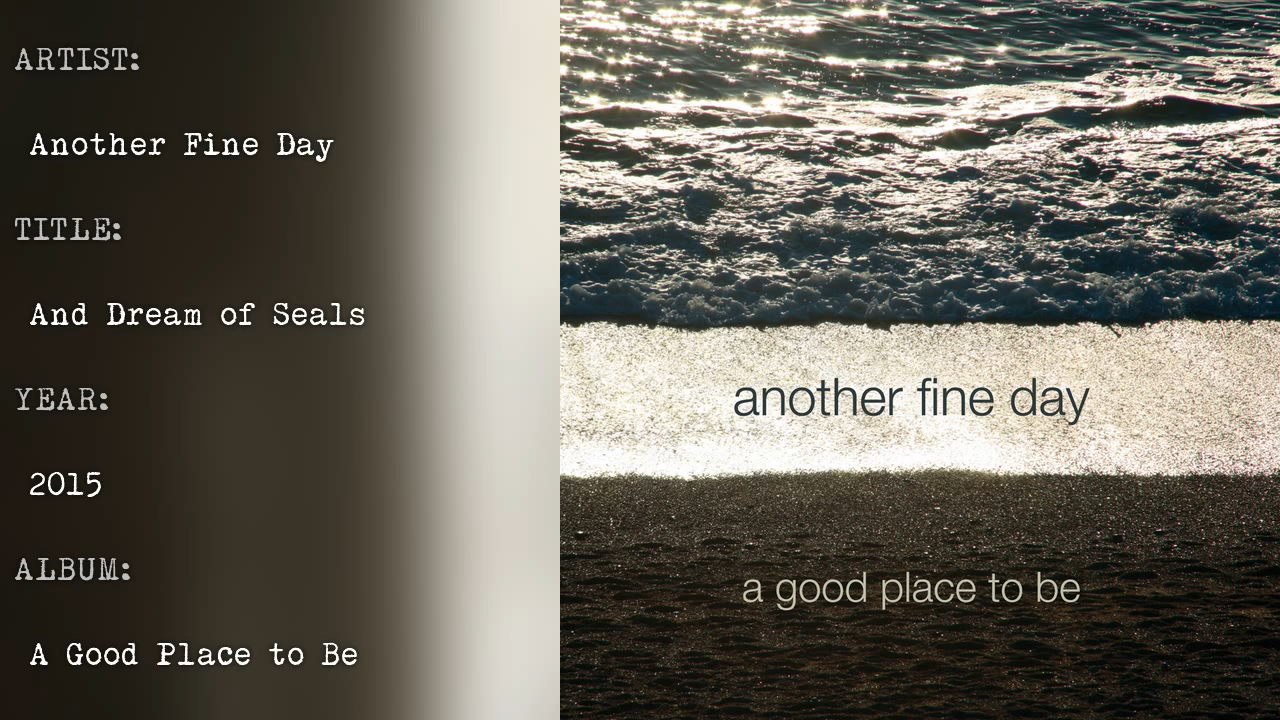 ARTIST:
Another Fine Day
TITLE:
And Dream of Seals
YEAR:
2015
ALBUM:
A Good Place to Be
another fine day
a good place to be